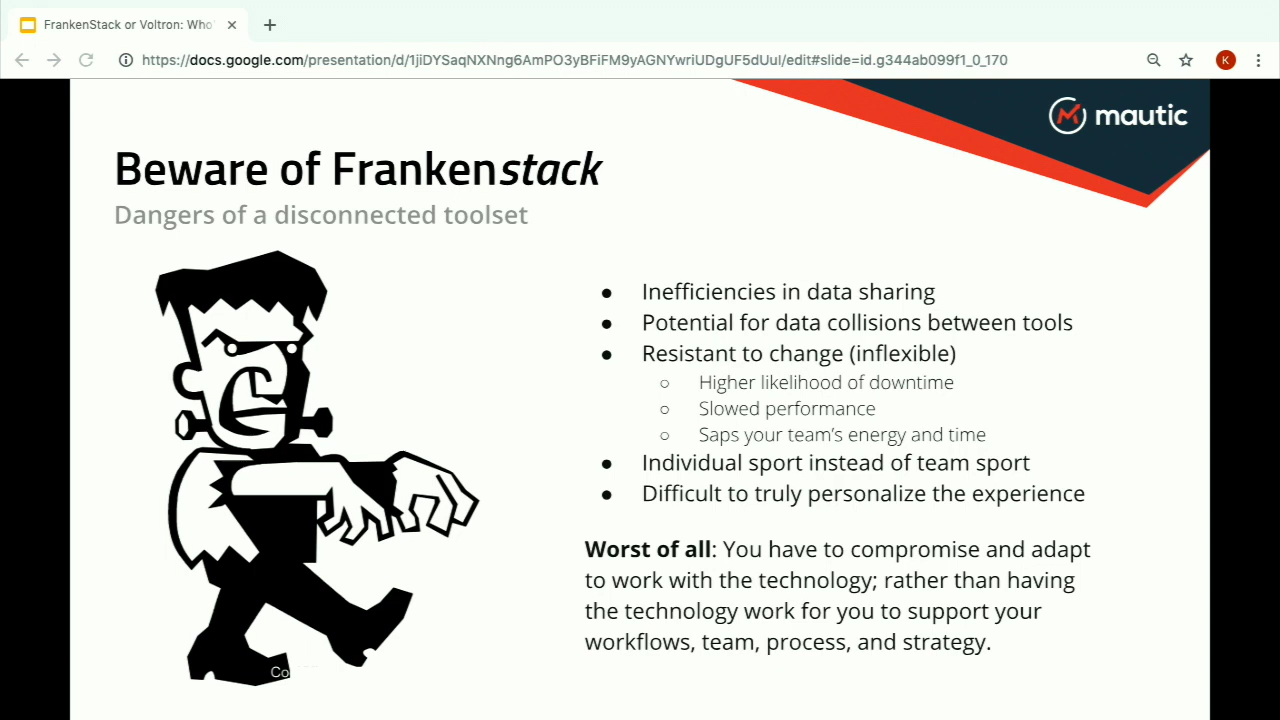 FrankenStack or Voltron: Who
https://docs.google.com/presentation/d/1jiDYSaqNXNng6AmPO3yBFiFM9yAGNYwriUDgUF5dUuI/edit#slide=id.g344ab099f1_0_170
K
mautic
Beware of Frankenstack
Dangers of a disconnected toolset
● Inefficiencies in data sharing
● Potential for data collisions between tools
● Resistant to change (inflexible)
○ Higher likelihood of downtime
○ Slowed performance
○ Saps your team's energy and time
● Individual sport instead of team sport
● Difficult to truly personalize the experience
Worst of all: You have to compromise and adapt
to work with the technology; rather than having
the technology work for you to support your
workflows, team, process, and strategy.